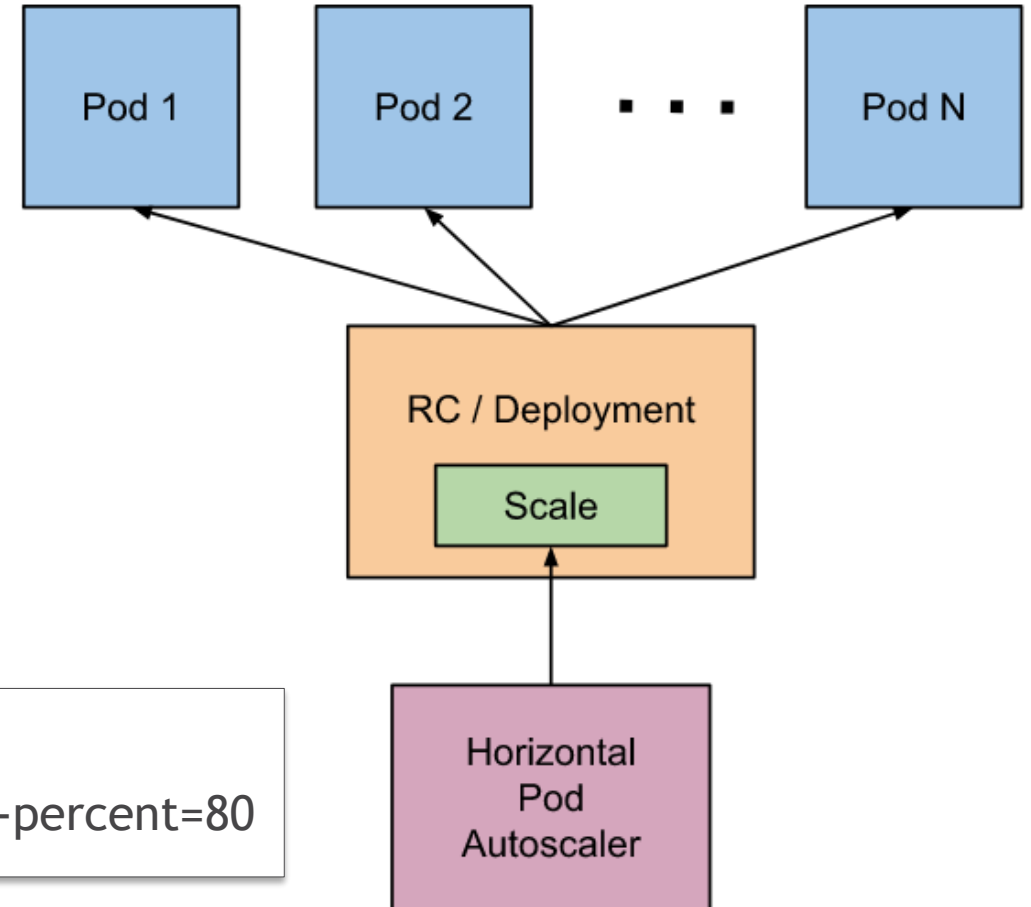 Pod 1
Pod 2
. . .
Pod N
RC / Deployment
Scale
Horizontal
Pod
Autoscaler
-percent=80